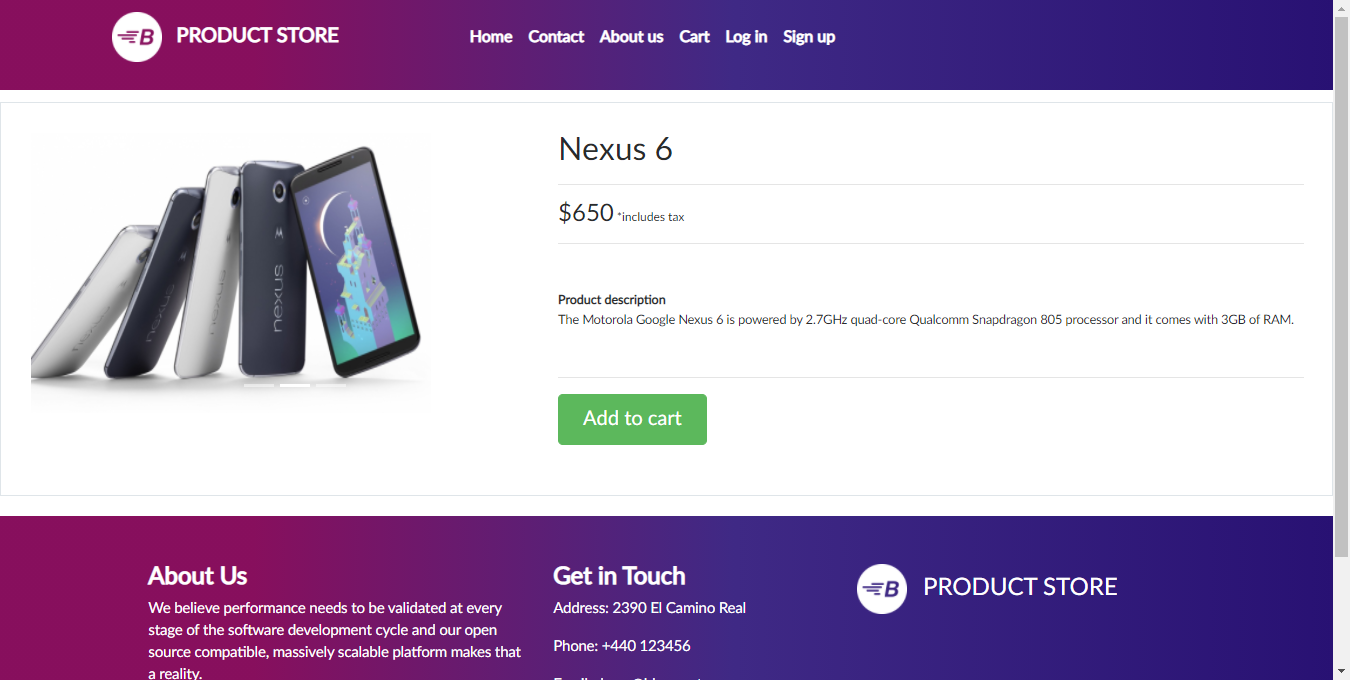 B PRODUCT STORE
Home Contact About us Cart Log in Sign up
nexus nexus nexus nexus
Nexus 6
$650 *includes tax
Product description
The Motorola Google Nexus 6 is powered by 2.7GHz quad-core Qualcomm Snapdragon 805 processor and it comes with 3GB of RAM.
Add to cart
About Us
We believe performance needs to be validated at every
stage of the software development cycle and our open
source compatible, massively scalable platform makes that
a reality.
Get in Touch
Address: 2390 El Camino Real
Phone: +440 123456
B PRODUCT STORE